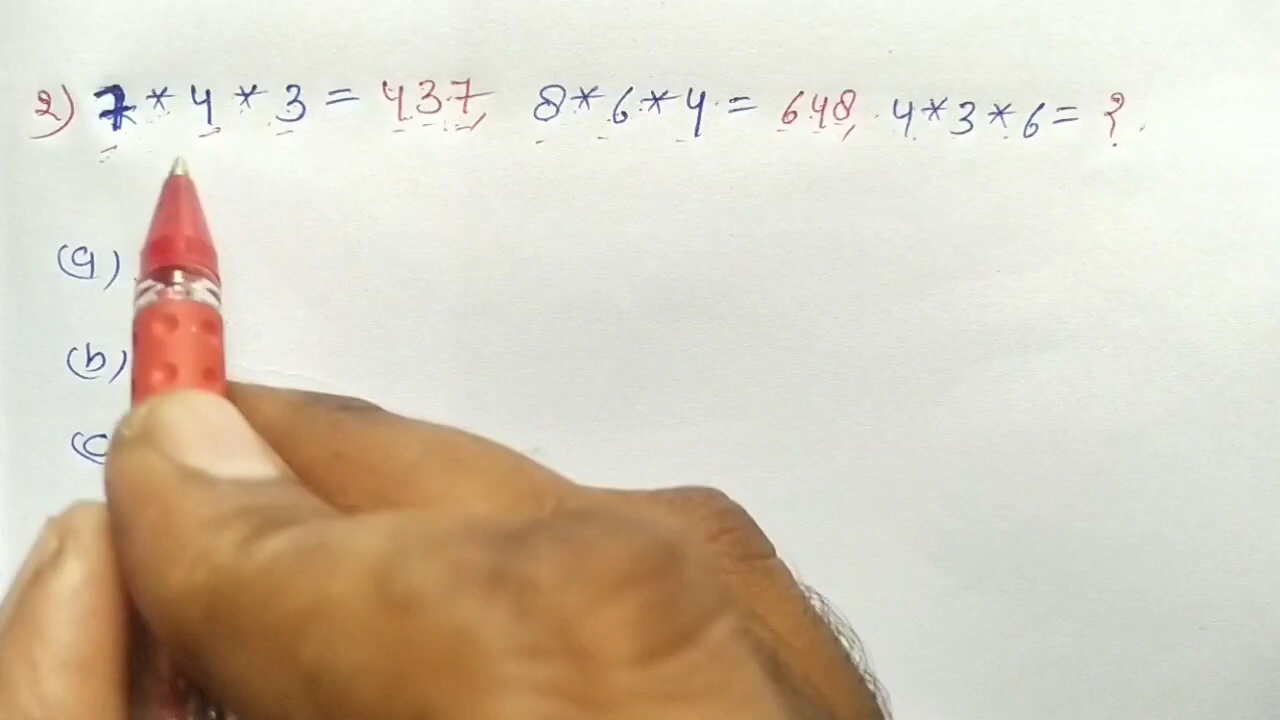 2) 7 * 4 * 3 = 437 8 * 6 * 4 = 648 4 * 3 * 6 = ?
(a)
(b)
(c